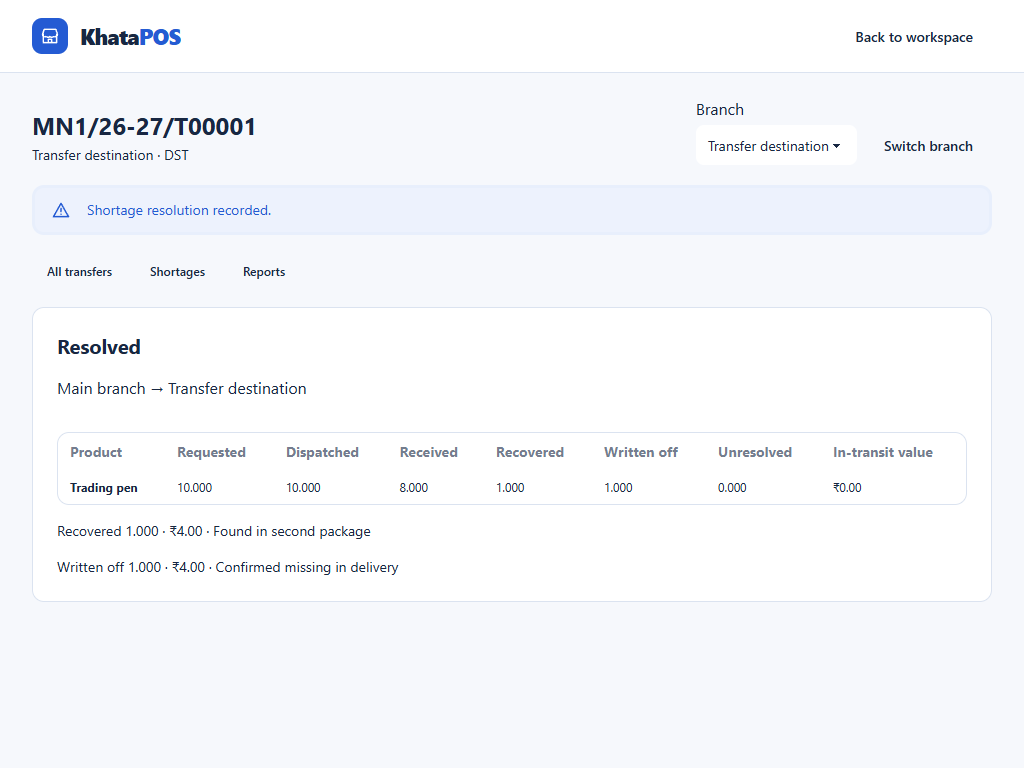 KhataPOS
Back to workspace
MN1/26-27/T00001
Transfer destination · DST
Branch
Transfer destination
Switch branch
Shortage resolution recorded.
All transfers Shortages Reports
Resolved
Main branch → Transfer destination
Product Requested Dispatched Received Recovered Written off Unresolved In-transit value
Trading pen 10.000 10.000 8.000 1.000 1.000 0.000 ₹0.00
Recovered 1.000 · ₹4.00 · Found in second package
Written off 1.000 · ₹4.00 · Confirmed missing in delivery